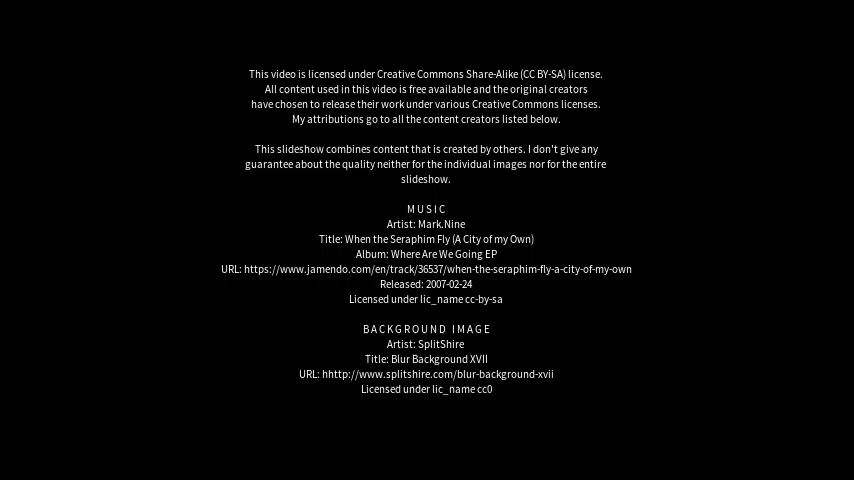 This video is licensed under Creative Commons Share-Alike (CC BY-SA) license.
All content used in this video is free available and the original creators
have chosen to release their work under various Creative Commons licenses.
My attributions go to all the content creators listed below.
This slideshow combines content that is created by others. I don't give any
guarantee about the quality neither for the individual images nor for the entire
slideshow.
MUSIC
Artist: Mark.Nine
Title: When the Seraphim Fly (A City of my Own)
Album: Where Are We Going EP
URL: https://www.jamendo.com/en/track/36537/when-the-seraphim-fly-a-city-of-my-own
Released: 2007-02-24
Licensed under lic_name cc-by-sa
BACKGROUND IMAGE
Artist: SplitShire
Title: Blur Background XVII
URL: hhttp://www.splitshire.com/blur-background-xvii
Licensed under lic_name cc0